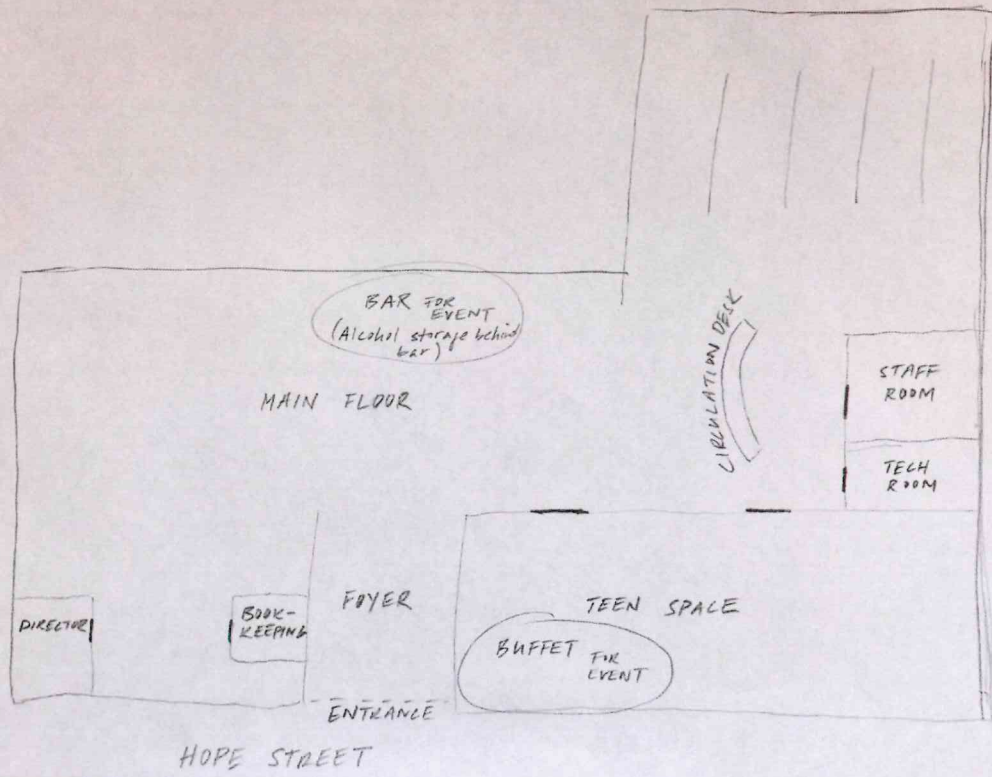 BAR FOR
EVENT
(Alcohol storage behind
bar)
MAIN FLOOR
CIRCULATION DESK
STAFF
ROOM
TECH
ROOM
DIRECTOR
BOOK-
KEEPING
FOYER
TEEN SPACE
BUFFET FOR
EVENT
ENTRANCE
HOPE STREET